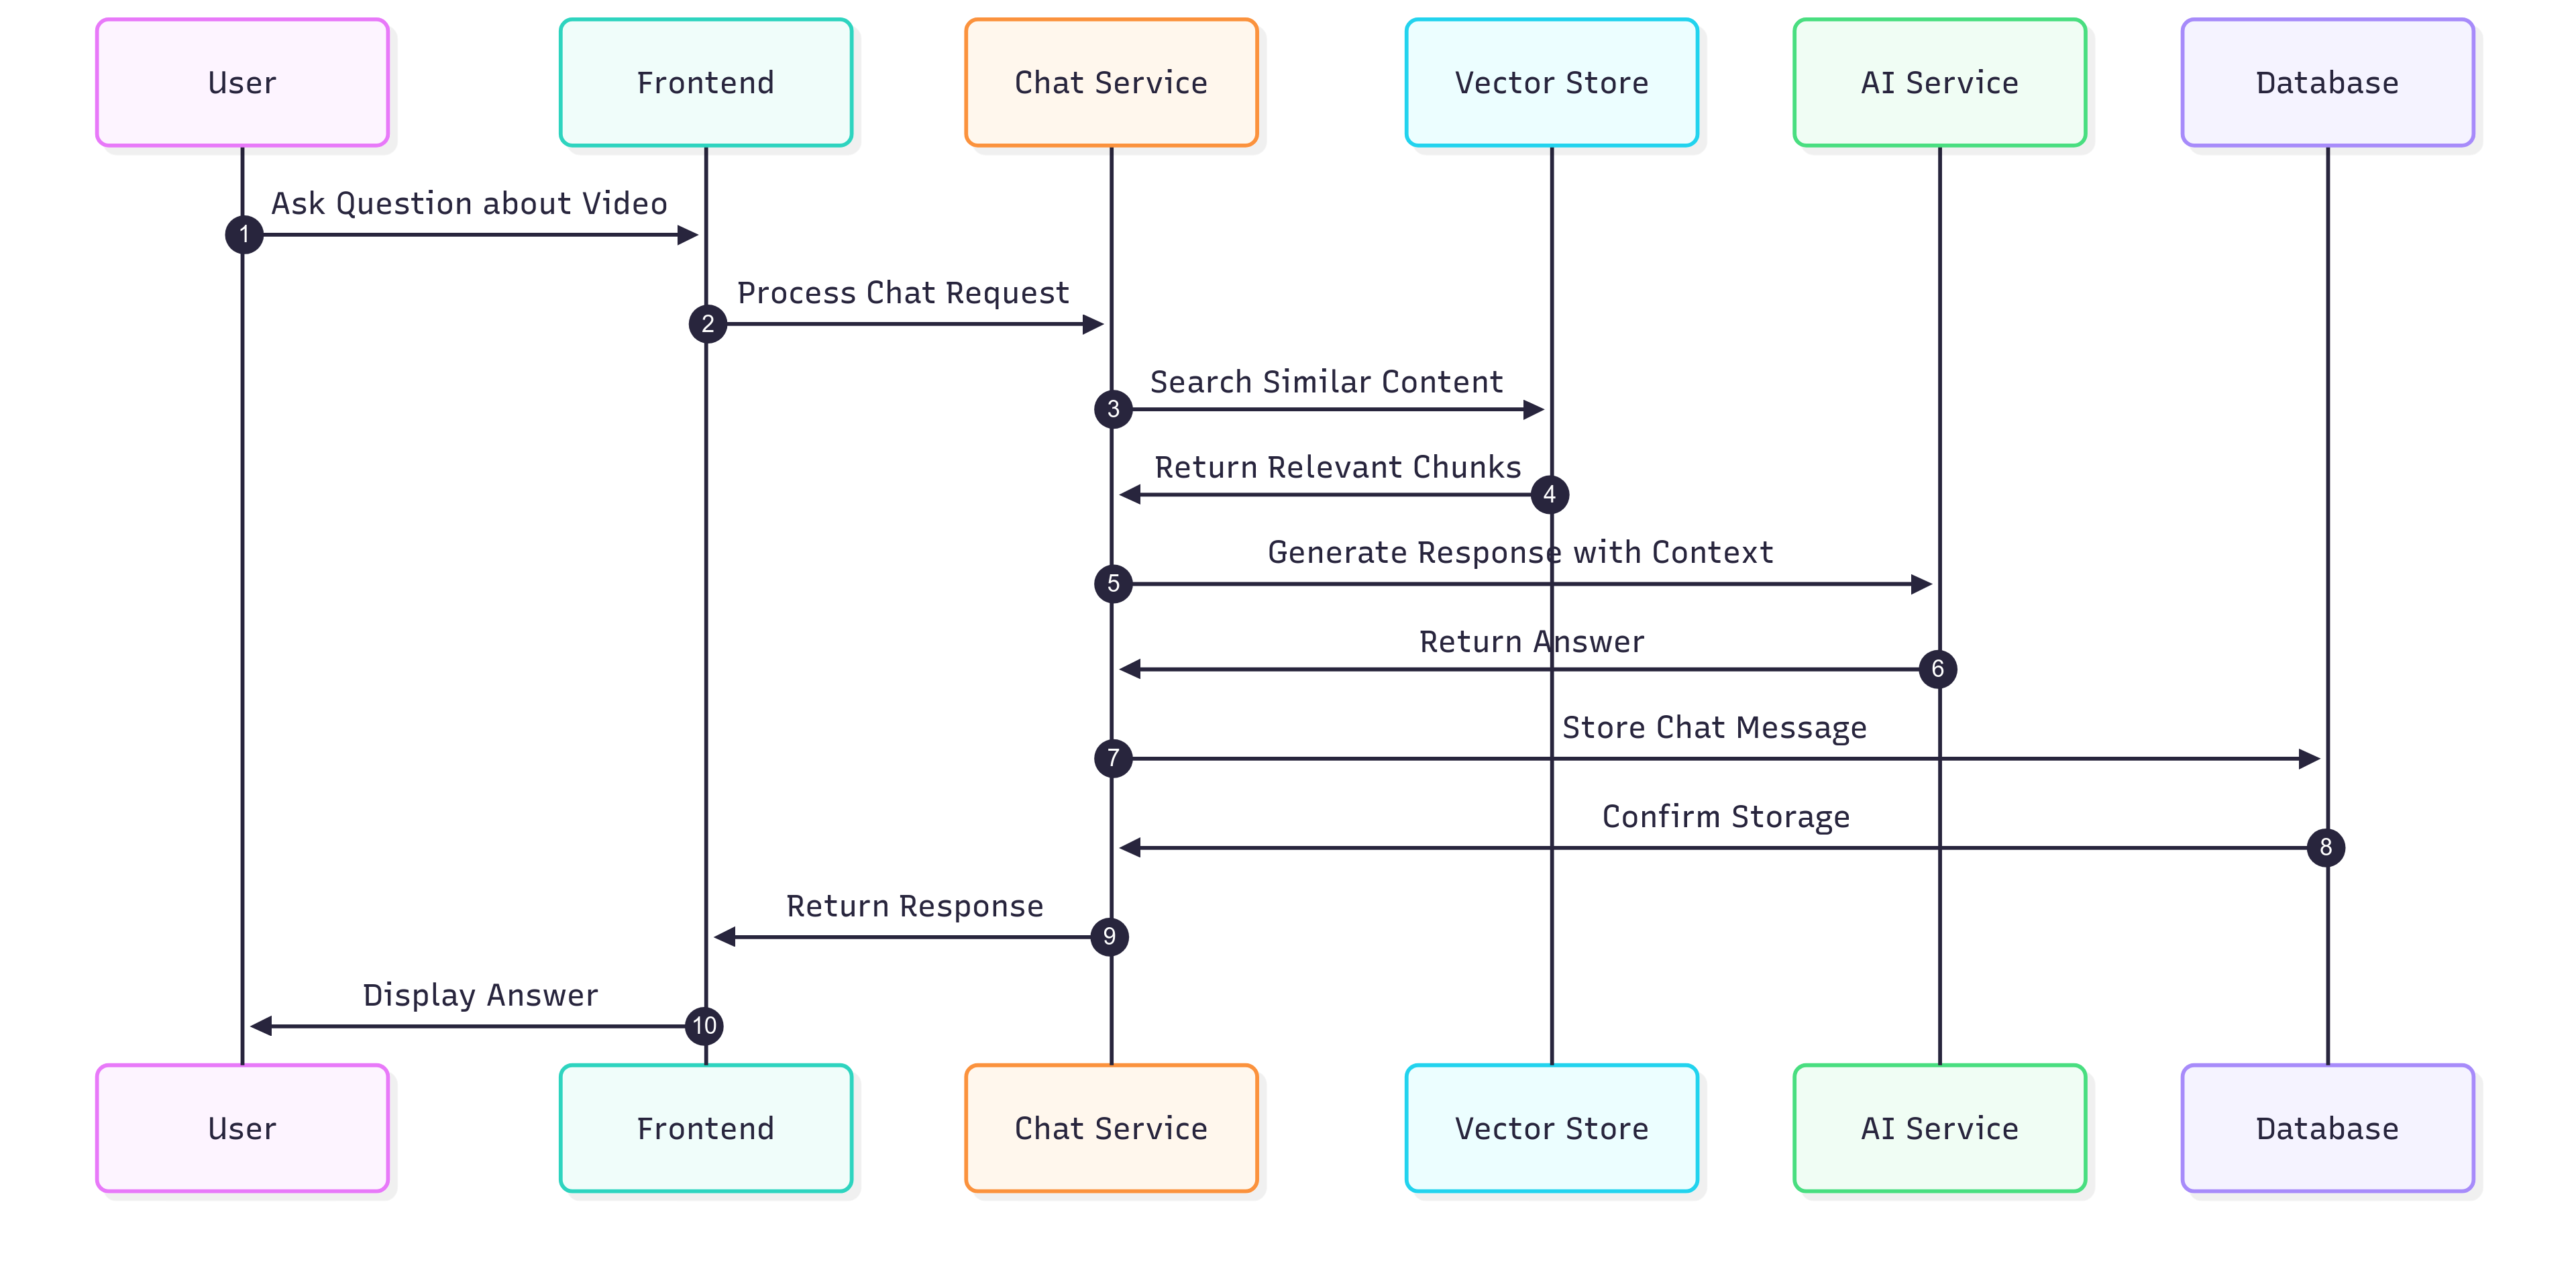 User
Frontend
Chat Service
Vector Store
AI Service
Database
Ask Question about Video
1
Process Chat Request
2
Search Similar Content
3
Return Relevant Chunks
4
Generate Response with Context
5
Return Answer
6
Store Chat Message
7
Confirm Storage
8
Return Response
9
Display Answer
10
User
Frontend
Chat Service
Vector Store
AI Service
Database